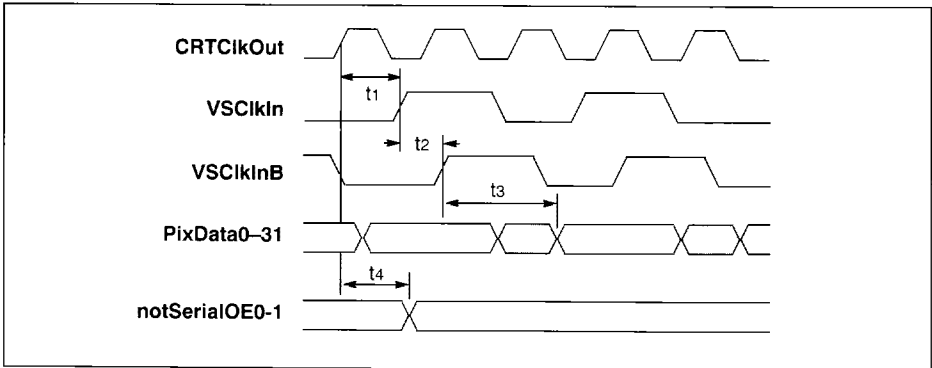 CRTClkOut
t1
VSClkIn
t2
VSClkInB
t3
PixData0–31
t4
notSerialOE0-1